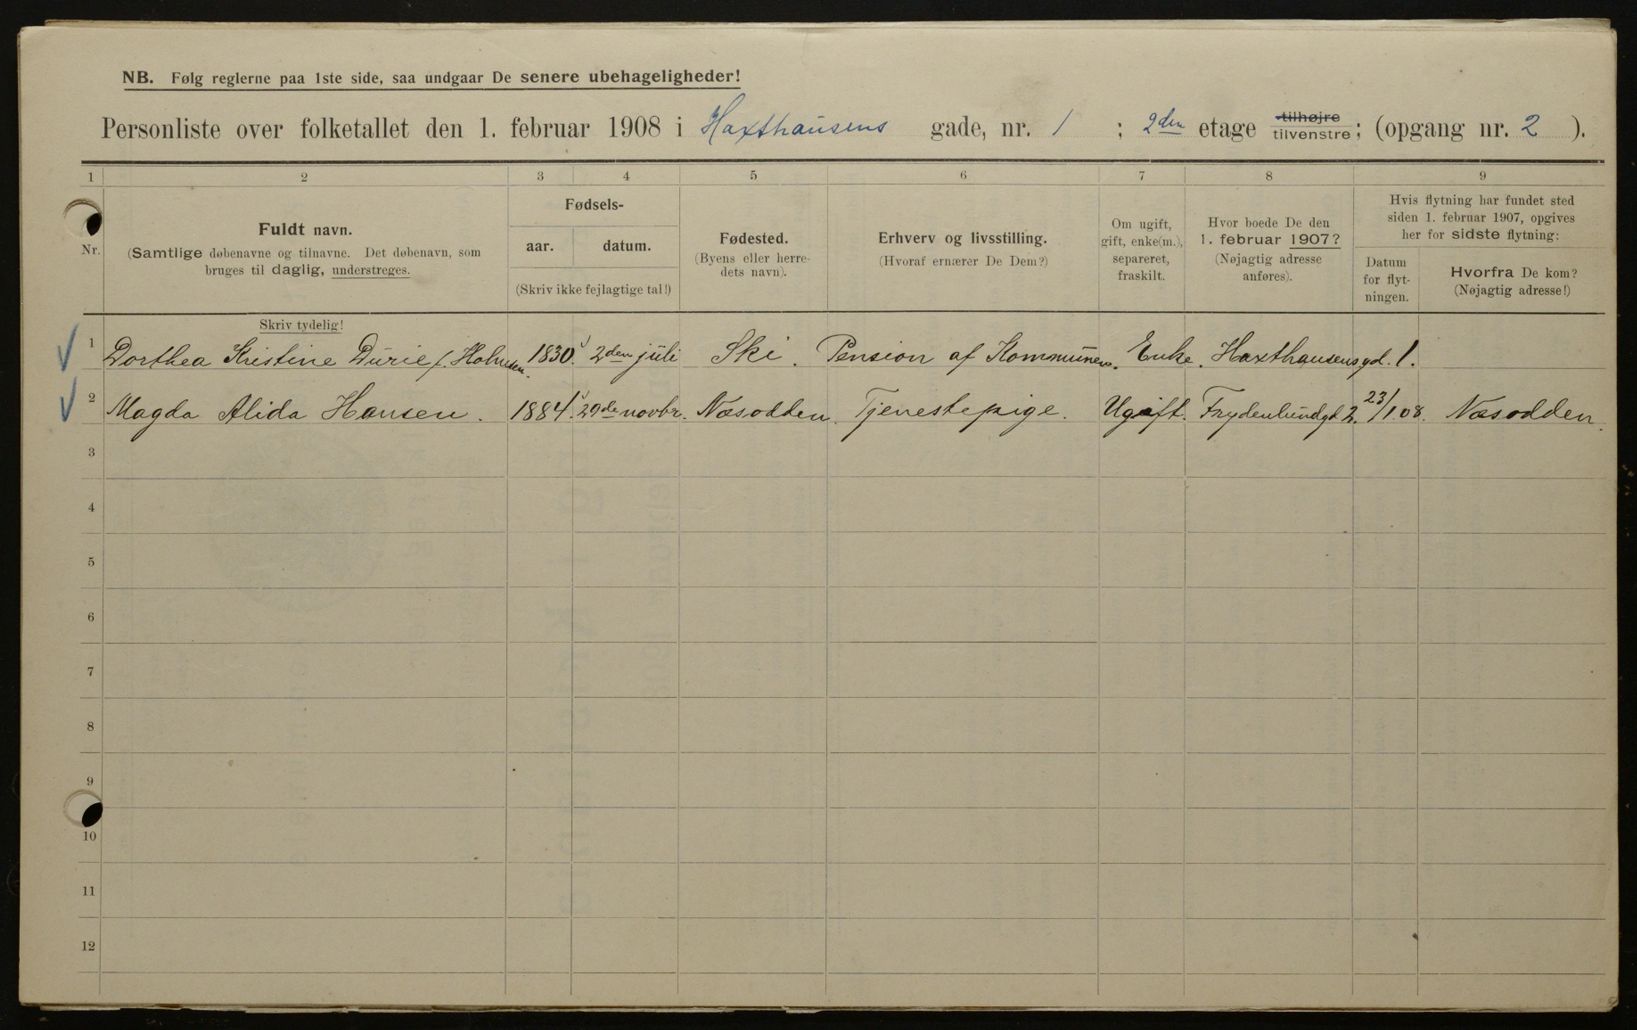 NB. Følg reglerne paa 1ste side, saa undgaar De senere ubehageligheder!
Personliste over folketallet den 1. februar 1908 i Haxthausens gade, nr. 1 ; 2den etage tilhøjre tilvenstre; (opgang nr. 2 ).
1 2 3 4 5 6 7 8 9
Nr.
Fuldt navn.
(Samtlige døbenavne og tilnavne. Det døbenavn, som
bruges til daglig, understreges.
Skriv tydelig!
Fødsels-
aar. datum.
(Skriv ikke fejlagtige tal!)
Fødested.
(Byens eller herre-
dets navn).
Erhverv og livsstilling.
(Hvoraf ernærer De Dem?)
Om ugift,
gift, enke(m.),
separeret,
fraskilt.
Hvor boede De den
1. februar 1907?
(Nøjagtig adresse
anføres).
Hvis flytning har fundet sted
siden 1. februar 1907, opgives
her for sidste flytning:
Datum
for flyt-
ningen.
Hvorfra De kom?
(Nøjagtig adresse!)
1 Dorthea Kristine Durie f. Holmsen. 1830. 2den juli Ski. Pension af Kommunen. Enke. Haxthausensgd. 1.
2 Magda Alida Hansen. 1884. 29de novbr. Næsodden. Tjenestepige. Ugift. Frydenlundgt 2. 23/1 08. Næsodden.
3
4
5
6
7
8
9
10
11
12